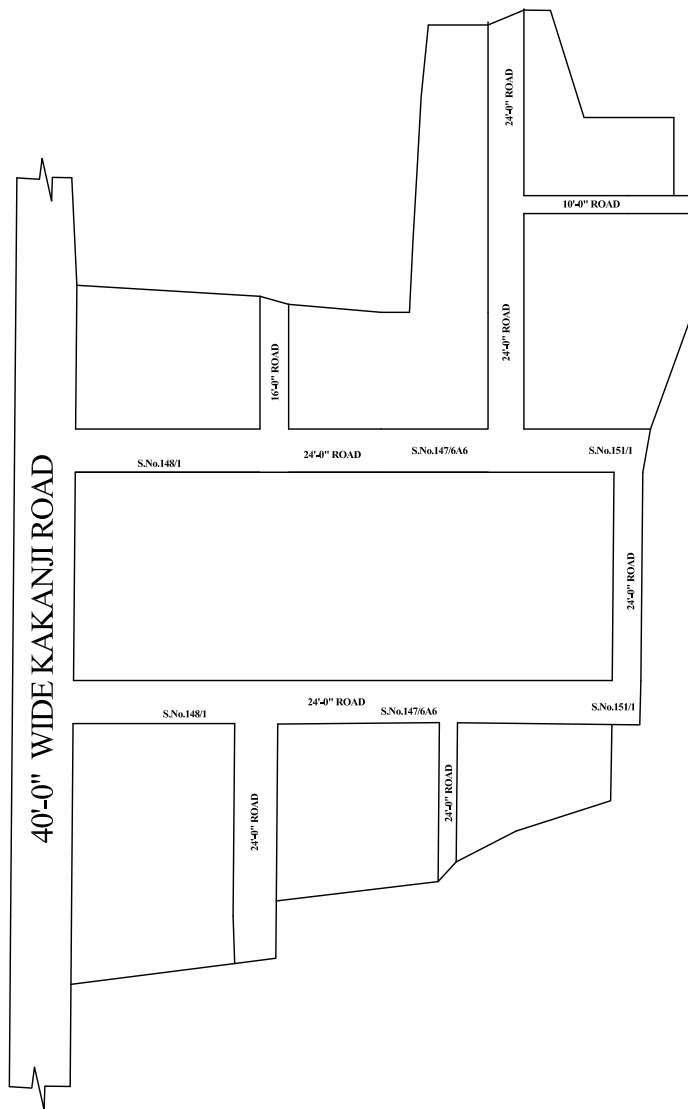 24'-0" ROAD
10'-0" ROAD
24'-0" ROAD
16'-0" ROAD
S.No.148/1
24'-0" ROAD
S.No.147/6A6
S.No.151/1
40'-0" WIDE KAKANJI ROAD
24'-0" ROAD
S.No.148/1
24'-0" ROAD
S.No.147/6A6
S.No.151/1
24'-0" ROAD
24'-0" ROAD